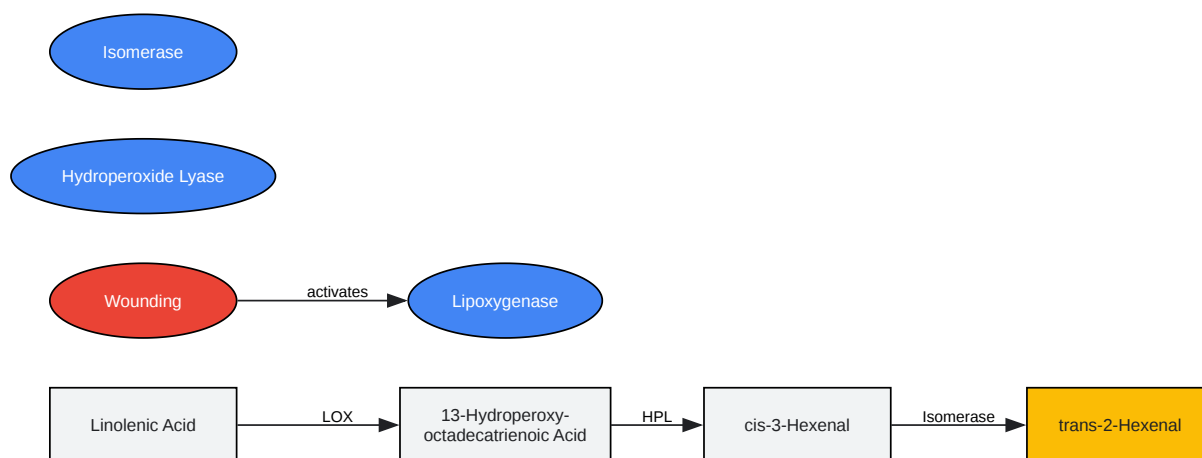 Isomerase
Hydroperoxide Lyase
Wounding
activates
Lipoxygenase
Linolenic Acid
LOX
13-Hydroperoxy-
octadecatrienoic Acid
HPL
cis-3-Hexenal
Isomerase
trans-2-Hexenal